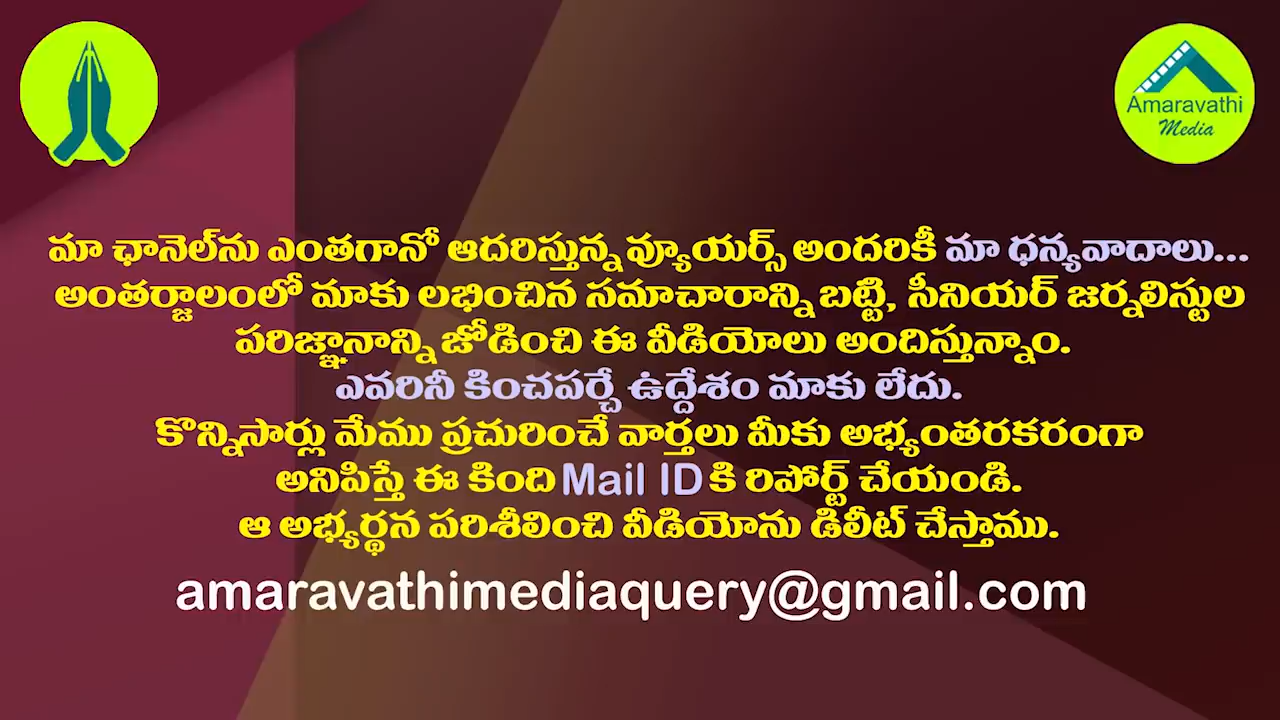 Amaravathi
Media
మా ఛానెల్‌ను ఎంతగానో ఆదరిస్తున్న వ్యూయర్స్ అందరికీ మా ధన్యవాదాలు...
అంతర్జాలంలో మాకు లభించిన సమాచారాన్ని బట్టి, సీనియర్ జర్నలిస్టుల
పరిజ్ఞానాన్ని జోడించి ఈ వీడియోలు అందిస్తున్నాం.
ఎవరినీ కించపర్చే ఉద్దేశం మాకు లేదు.
కొన్నిసార్లు మేము ప్రచురించే వార్తలు మీకు అభ్యంతరకరంగా
అనిపిస్తే ఈ కింది Mail ID కి రిపోర్ట్ చేయండి.
ఆ అభ్యర్థన పరిశీలించి వీడియోను డిలీట్ చేస్తాము.
amaravathimediaquery@gmail.com